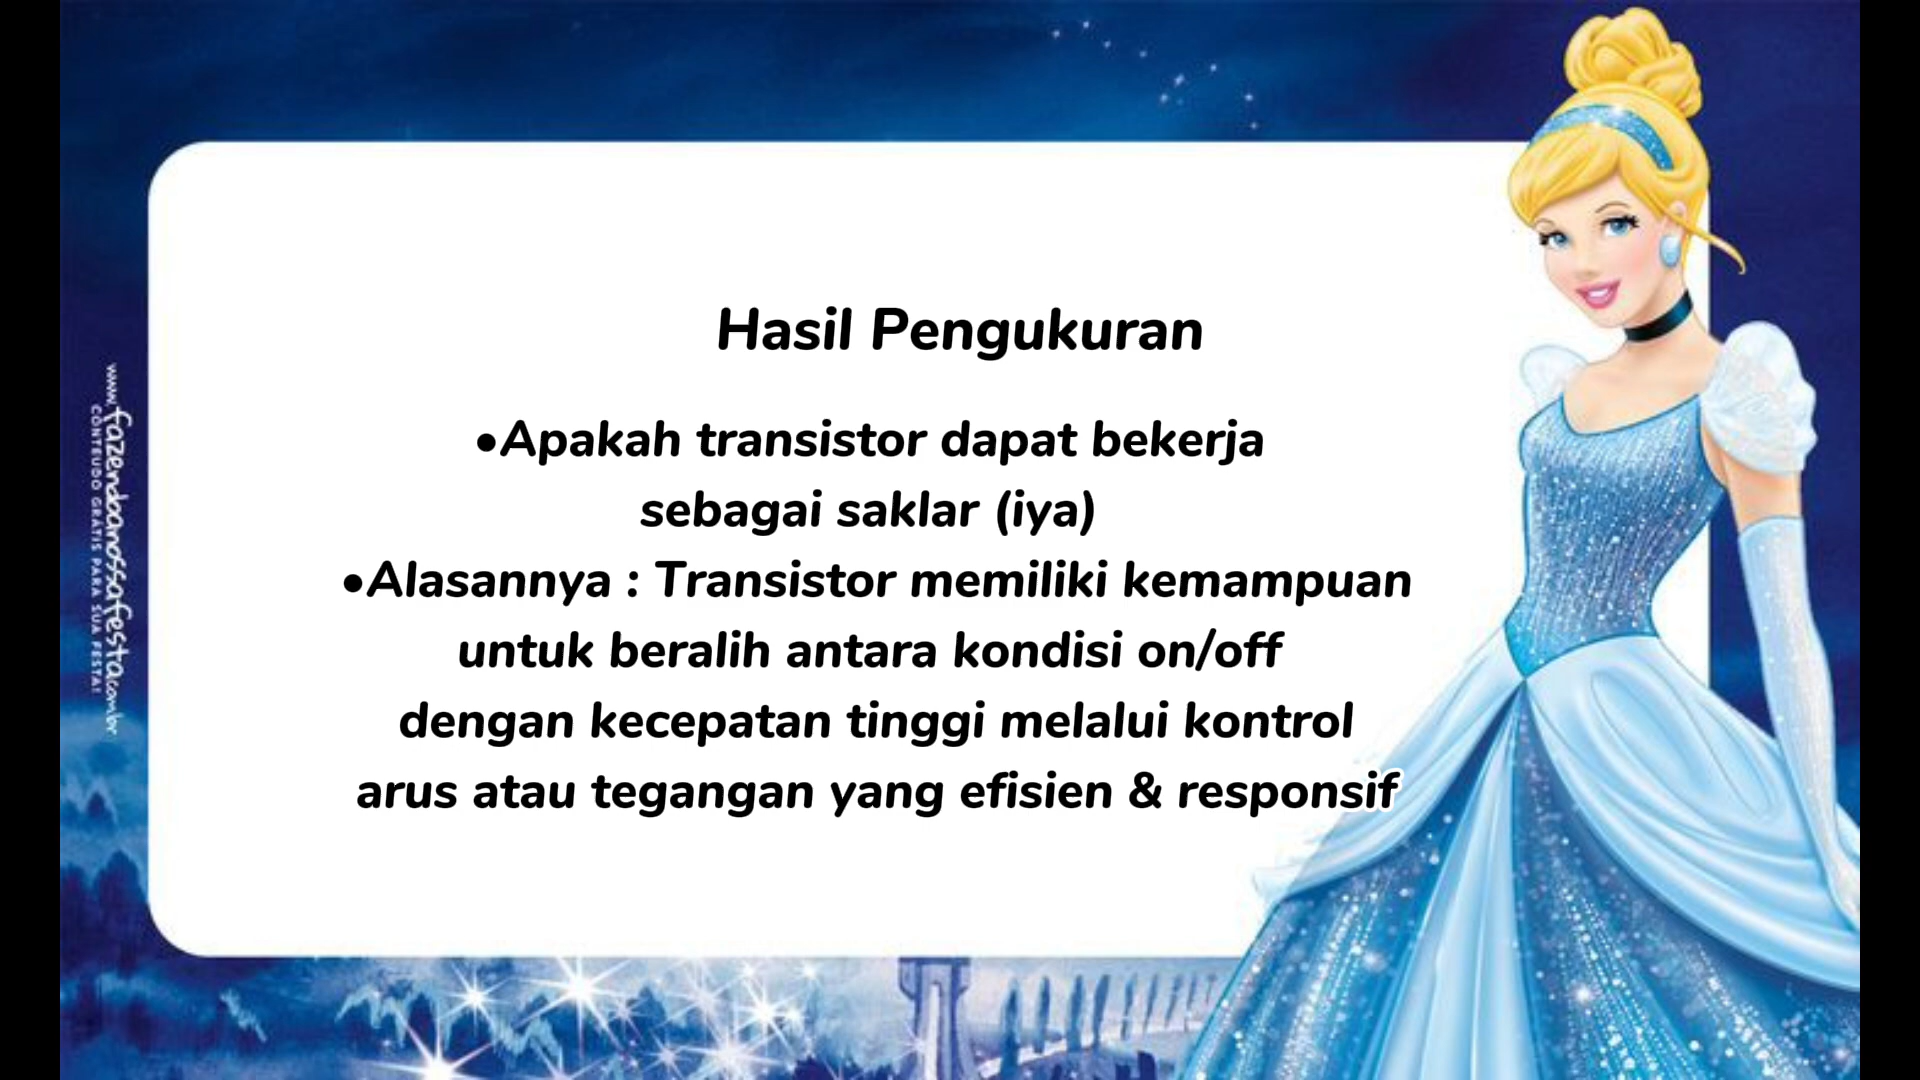 Hasil Pengukuran
•Apakah transistor dapat bekerja
sebagai saklar (iya)
•Alasannya : Transistor memiliki kemampuan
untuk beralih antara kondisi on/off
dengan kecepatan tinggi melalui kontrol
arus atau tegangan yang efisien & responsif
www.fazendoanossafesta.com.br
CONTEÚDO GRÁTIS PARA SUA FESTA!